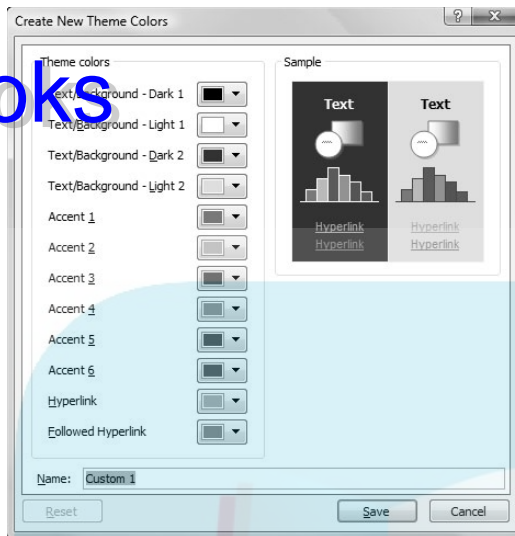 Create New Theme Colors
Theme colors
Sample
oks
Text/Background - Dark 1
Text/Background - Light 1
Text/Background - Dark 2
Text/Background - Light 2
Accent 1
Accent 2
Accent 3
Accent 4
Accent 5
Accent 6
Hyperlink
Followed Hyperlink
Text Text
Hyperlink Hyperlink
Hyperlink Hyperlink
Name: Custom 1
Reset Save Cancel